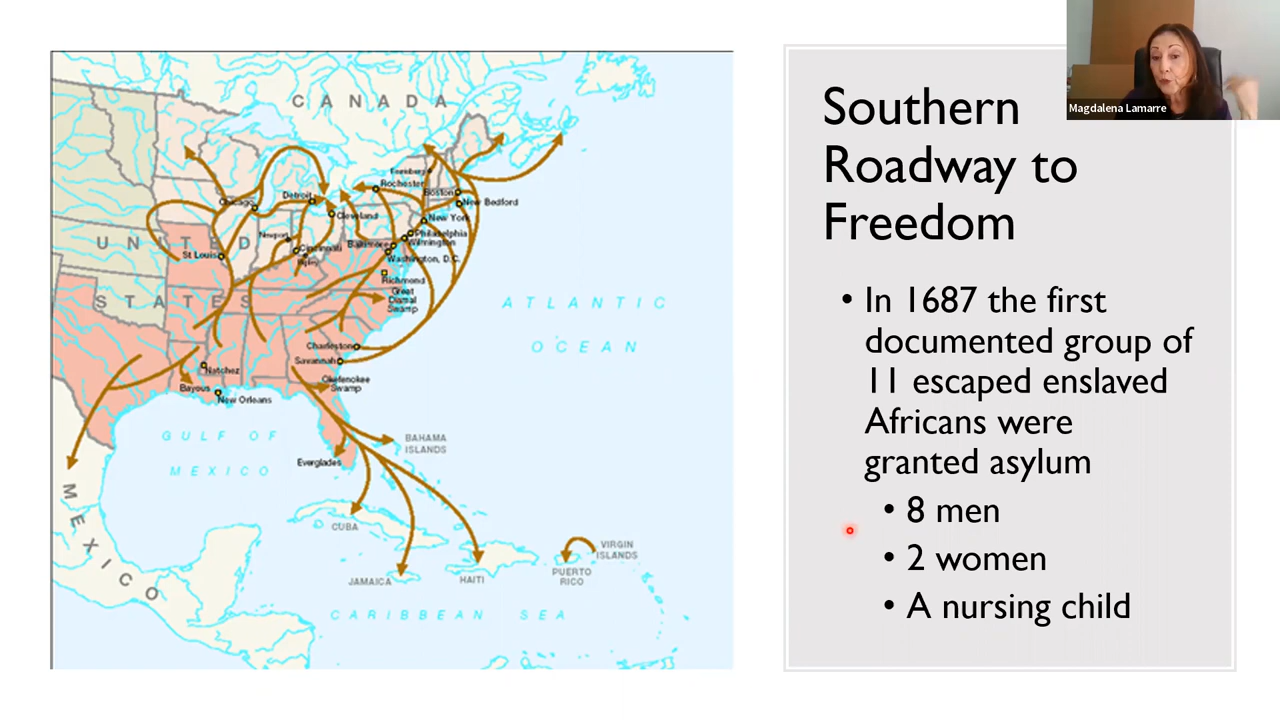 Magdalena Lamarre
Southern
Roadway to
Freedom
• In 1687 the first
documented group of
11 escaped enslaved
Africans were
granted asylum
• 8 men
• 2 women
• A nursing child
CANADA
UNITED
STATES
MEXICO
ATLANTIC
OCEAN
GULF OF
MEXICO
CARIBBEAN SEA
Rochester
Boston
New Bedford
Detroit
Chicago
Cleveland
New York
Philadelphia
Wilmington
Baltimore
Washington, D.C.
Newport
Cincinnati
Ripley
St Louis
Richmond
Great
Dismal
Swamp
Charleston
Savannah
Okefenokee
Swamp
Natchez
Bayous
New Orleans
Everglades
BAHAMA
ISLANDS
CUBA
JAMAICA
HAITI
PUERTO
RICO
VIRGIN
ISLANDS